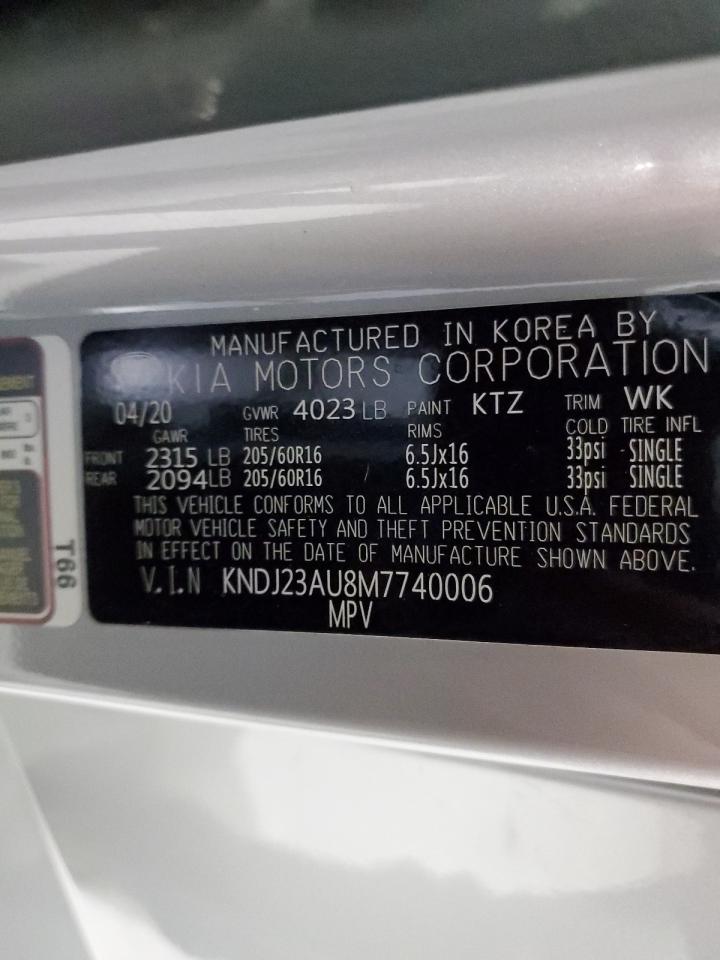 MANUFACTURED IN KOREA BY
KIA MOTORS CORPORATION
04/20 GVWR 4023 LB PAINT KTZ TRIM WK
GAWR TIRES RIMS COLD TIRE INFL
FRONT 2315 LB 205/60R16 6.5Jx16 33psi SINGLE
REAR 2094LB 205/60R16 6.5Jx16 33psi SINGLE
THIS VEHICLE CONFORMS TO ALL APPLICABLE U.S.A. FEDERAL
MOTOR VEHICLE SAFETY AND THEFT PREVENTION STANDARDS
IN EFFECT ON THE DATE OF MANUFACTURE SHOWN ABOVE.
V.I.N KNDJ23AU8M7740006
MPV
T66